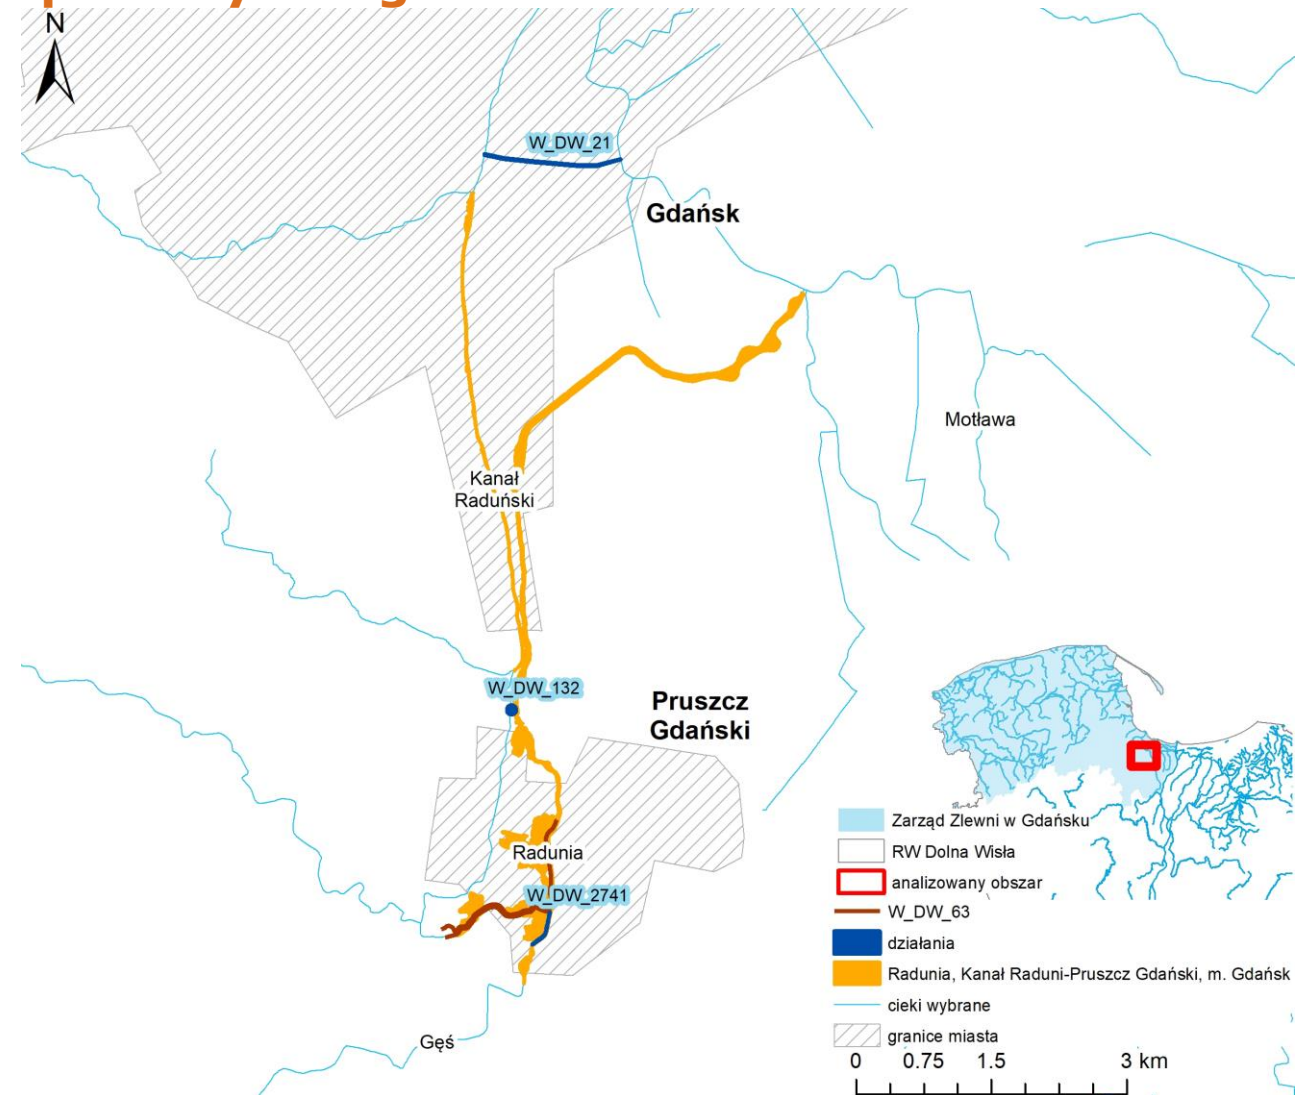 N
W_DW_21
Gdańsk
Motława
Kanał
Raduński
W_DW_132
Pruszcz
Gdański
Radunia
W_DW_2741
Gęś
Zarząd Zlewni w Gdańsku
RW Dolna Wisła
analizowany obszar
W_DW_63
działania
Radunia, Kanał Raduni-Pruszcz Gdański, m. Gdańsk
cieki wybrane
granice miasta
0 0.75 1.5 3 km